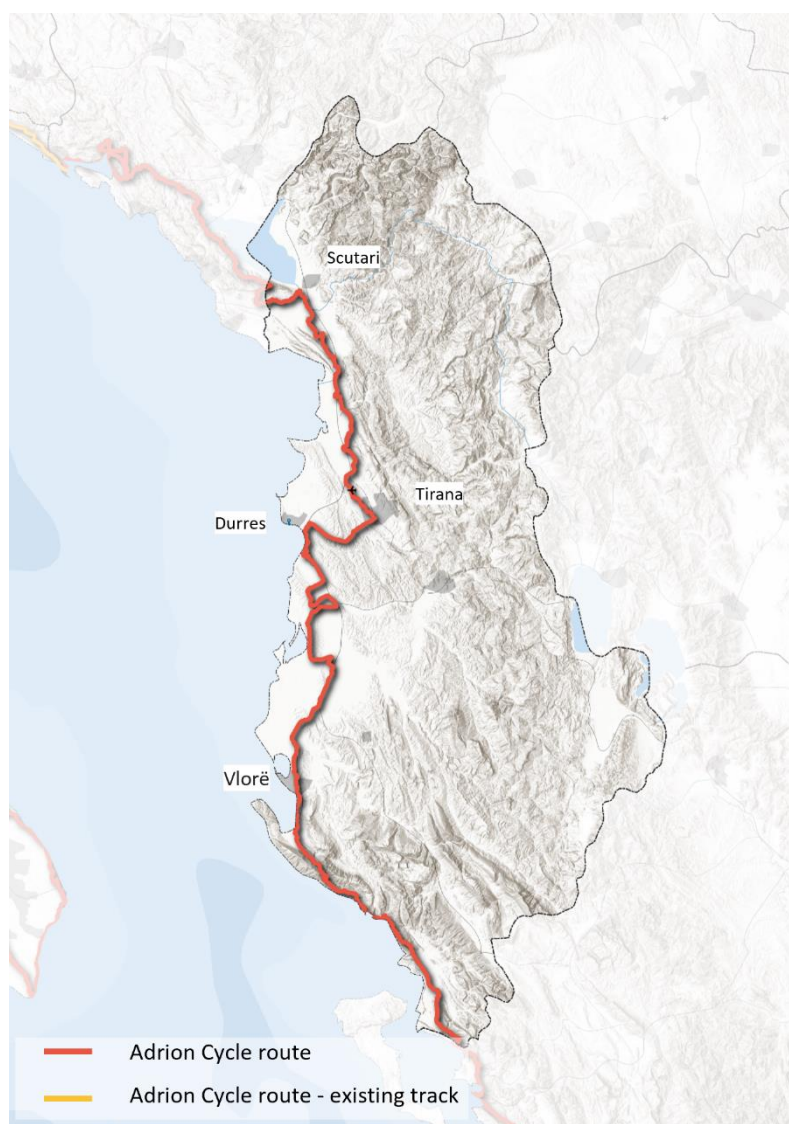 Scutari
Tirana
Durres
Vlorë
Adrion Cycle route
Adrion Cycle route - existing track